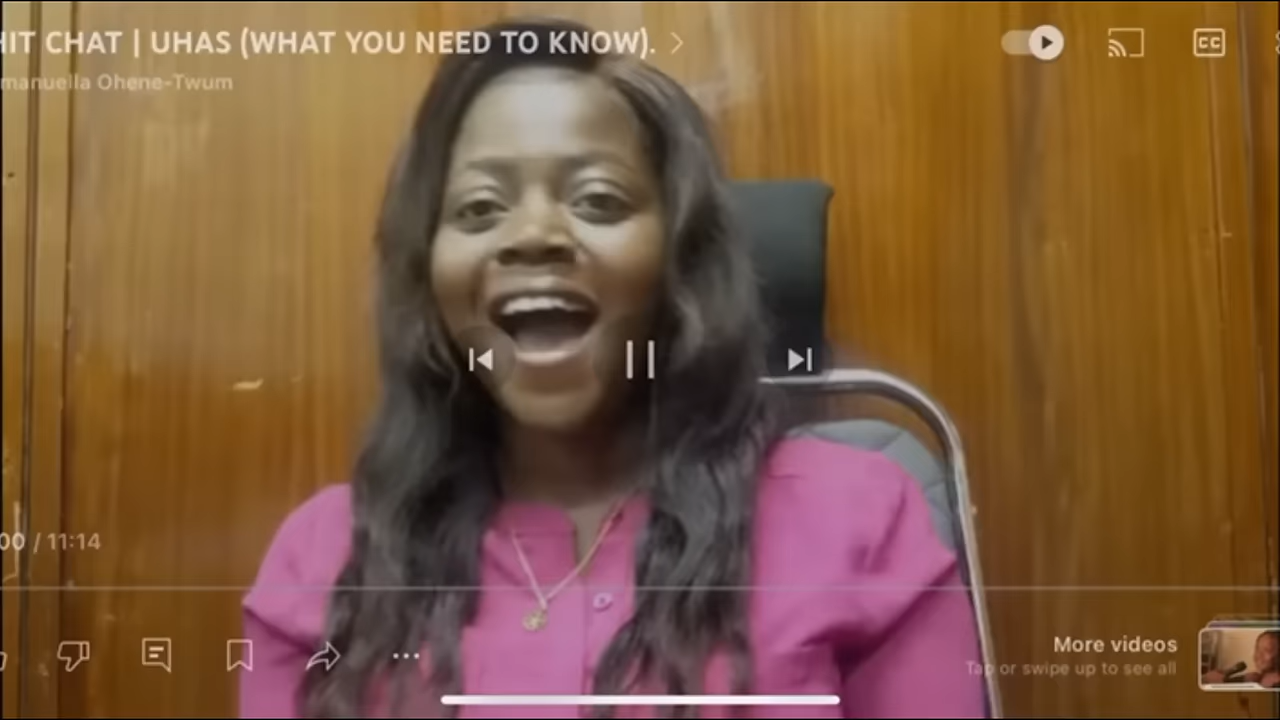 HIT CHAT | UHAS (WHAT YOU NEED TO KNOW).
manuella Ohene-Twum
CC
00 / 11:14
More videos
Tap or swipe up to see all